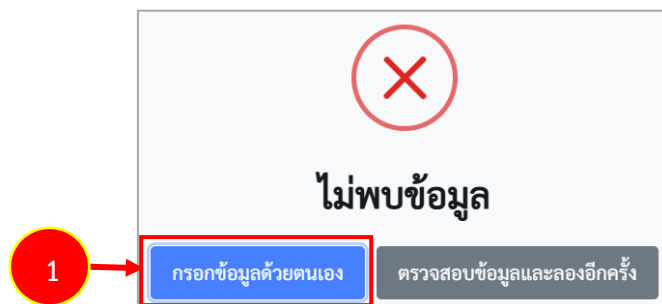 ไม่พบข้อมูล
1 กรอกข้อมูลด้วยตนเอง ตรวจสอบข้อมูลและลองอีกครั้ง